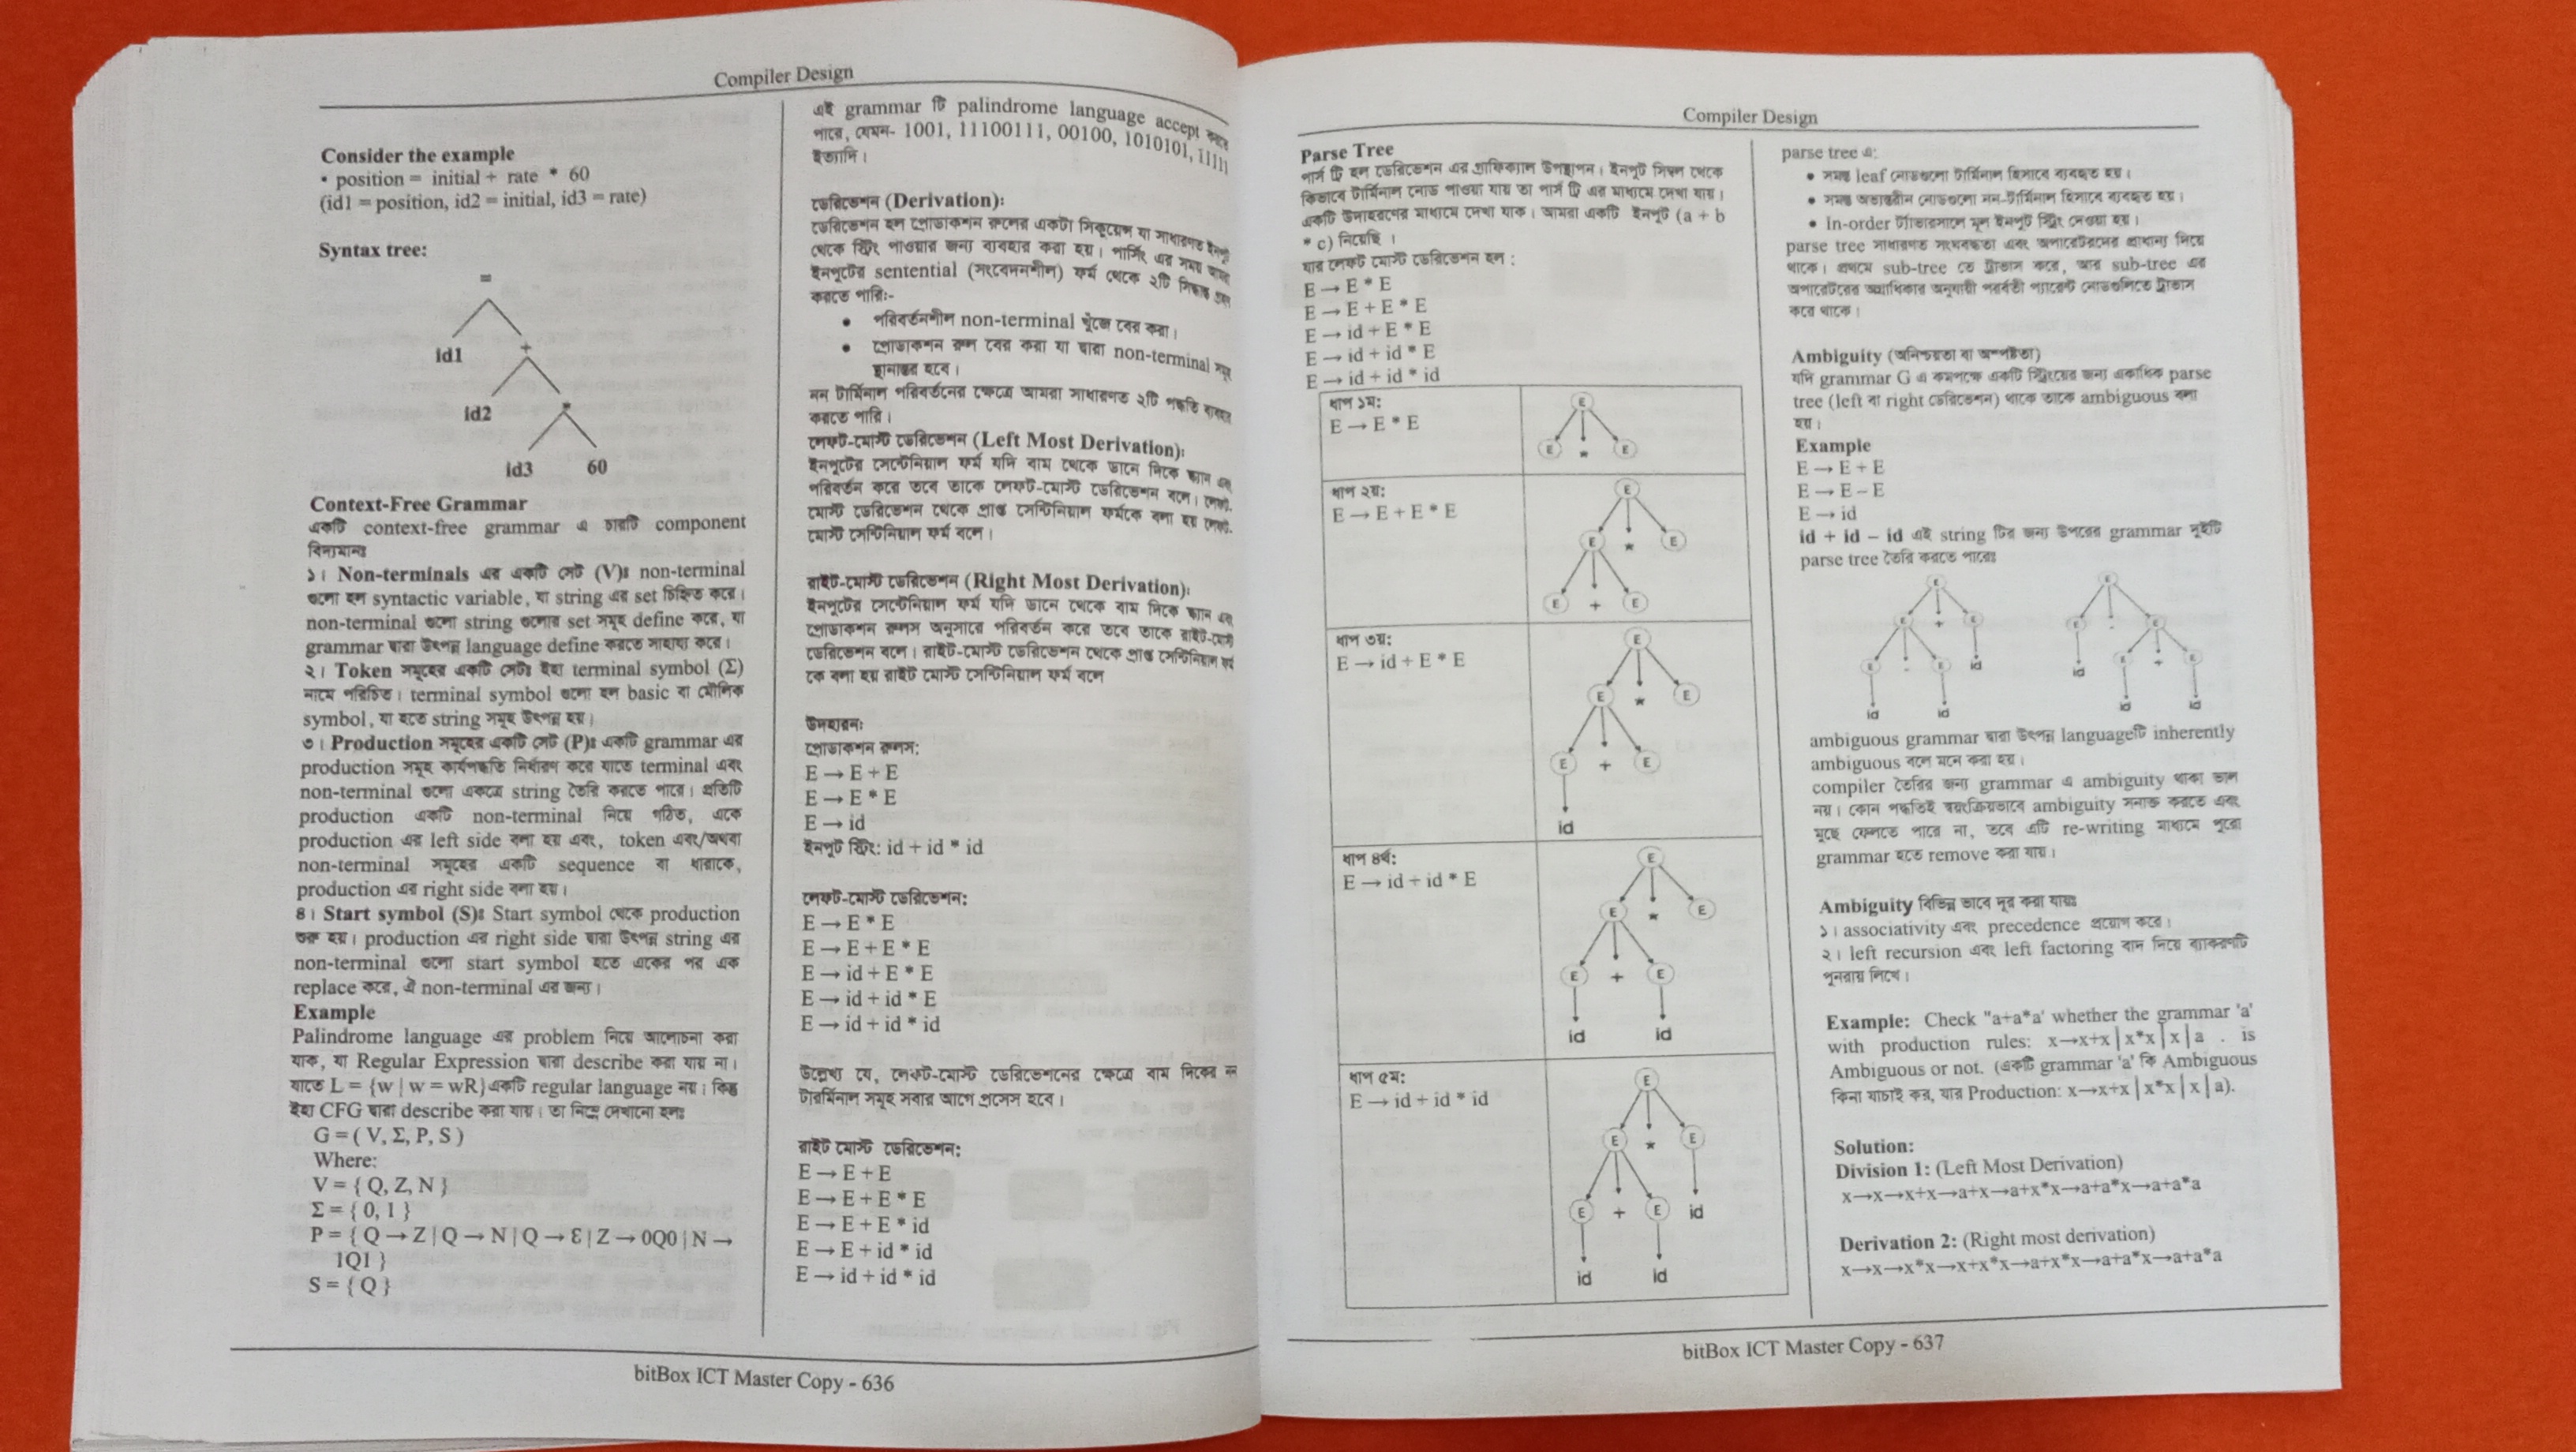 Compiler Design
Consider the example
• position = initial + rate * 60
(id1 = position, id2 = initial, id3 = rate)
Syntax tree:
=
id1
+
id2
*
id3 60
Context-Free Grammar
একটি context-free grammar এ চারটি component
বিদ্যমানঃ
১। Non-terminals এর একটি সেট (V)ঃ non-terminal
গুলো হল syntactic variable, যা string এর set চিহ্নিত করে।
non-terminal গুলো string গুলোর set সমূহ define করে, যা
grammar দ্বারা উৎপন্ন language define করতে সাহায্য করে।
২। Token সমূহের একটি সেটঃ ইহা terminal symbol (Σ)
নামে পরিচিত। terminal symbol গুলো হল basic বা মৌলিক
symbol, যা হতে string সমূহ উৎপন্ন হয়।
৩। Production সমূহের একটি সেট (P)ঃ একটি grammar এর
production সমূহ কার্যপদ্ধতি নির্ধারণ করে যাতে terminal এবং
non-terminal গুলো একত্রে string তৈরি করতে পারে। প্রতিটি
production একটি non-terminal নিয়ে গঠিত, একে
production এর left side বলা হয় এবং, token এবং/অথবা
non-terminal সমূহের একটি sequence বা ধারাকে,
production এর right side বলা হয়।
৪। Start symbol (S)ঃ Start symbol থেকে production
শুরু হয়। production এর right side দ্বারা উৎপন্ন string এর
non-terminal গুলো start symbol হতে একের পর এক
replace করে, ঐ non-terminal এর জন্য।
Example
Palindrome language এর problem নিয়ে আলোচনা করা
যাক, যা Regular Expression দ্বারা describe করা যায় না।
যাতে L = {w | w = wR}একটি regular language নয়। কিন্তু
ইহা CFG দ্বারা describe করা যায়। তা নিম্নে দেখানো হলঃ
G = ( V, Σ, P, S )
Where:
V = { Q, Z, N }
Σ = { 0, 1 }
P = { Q → Z | Q → N | Q → Ɛ | Z → 0Q0 | N →
1Q1 }
S = { Q }
এই grammar টি palindrome language accept করতে
পারে, যেমন- 1001, 11100111, 00100, 1010101, 11111
ইত্যাদি।
ডেরিভেশন (Derivation):
ডেরিভেশন হল প্রোডাকশন রুলের একটা সিকুয়েন্স যা সাধারণত ইনপুট
থেকে স্ট্রিং পাওয়ার জন্য ব্যবহার করা হয়। পার্সিং এর সময় আমরা
ইনপুটের sentential (সংবেদনশীল) ফর্ম থেকে ২টি সিদ্ধান্ত গ্রহণ
করতে পারিঃ-
• পরিবর্তনশীল non-terminal খুঁজে বের করা।
• প্রোডাকশন রুল বের করা যা দ্বারা non-terminal সমূহ
স্থানান্তর হবে।
নন টার্মিনাল পরিবর্তনের ক্ষেত্রে আমরা সাধারণত ২টি পদ্ধতি ব্যবহার
করতে পারি।
লেফট-মোস্ট ডেরিভেশন (Left Most Derivation):
ইনপুটের সেন্টেনিয়াল ফর্ম যদি বাম থেকে ডানে দিকে স্ক্যান এবং
পরিবর্তন করে তবে তাকে লেফট-মোস্ট ডেরিভেশন বলে। লেফট-
মোস্ট ডেরিভেশন থেকে প্রাপ্ত সেন্টিনিয়াল ফর্মকে বলা হয় লেফট-
মোস্ট সেন্টিনিয়াল ফর্ম বলে।
রাইট-মোস্ট ডেরিভেশন (Right Most Derivation):
ইনপুটের সেন্টেনিয়াল ফর্ম যদি ডানে থেকে বাম দিকে স্ক্যান এবং
প্রোডাকশন রুলস অনুসারে পরিবর্তন করে তবে তাকে রাইট-মোস্ট
ডেরিভেশন বলে। রাইট-মোস্ট ডেরিভেশন থেকে প্রাপ্ত সেন্টিনিয়াল ফর্ম
কে বলা হয় রাইট মোস্ট সেন্টিনিয়াল ফর্ম বলে
উদহারন:
প্রোডাকশন রুলস:
E → E + E
E → E * E
E → id
ইনপুট স্ট্রিং: id + id * id
লেফট-মোস্ট ডেরিভেশন:
E → E * E
E → E + E * E
E → id + E * E
E → id + id * E
E → id + id * id
উল্লেখ্য যে, লেফট-মোস্ট ডেরিভেশনের ক্ষেত্রে বাম দিকের নন
টারর্মিনাল সমূহ সবার আগে প্রসেস হবে।
রাইট মোস্ট ডেরিভেশন:
E → E + E
E → E + E * E
E → E + E * id
E → E + id * id
E → id + id * id
bitBox ICT Master Copy - 636
Compiler Design
Parse Tree
পার্স ট্রি হল ডেরিভেশন এর গ্রাফিক্যাল উপস্থাপন। ইনপুট সিম্বল থেকে
কিভাবে টার্মিনাল নোড পাওয়া যায় তা পার্স ট্রি এর মাধ্যমে দেখা যায়।
একটি উদাহরণের মাধ্যমে দেখা যাক। আমরা একটি ইনপুট (a + b
* c) নিয়েছি ।
যার লেফট মোস্ট ডেরিভেশন হল :
E → E * E
E → E + E * E
E → id + E * E
E → id + id * E
E → id + id * id
ধাপ ১ম:
E → E * E
E
E * E
ধাপ ২য়:
E → E + E * E
E
E * E
E + E
ধাপ ৩য়:
E → id + E * E
E
E * E
E + E
id
ধাপ ৪র্থ:
E → id + id * E
E
E * E
E + E
id id
ধাপ ৫ম:
E → id + id * id
E
E * E
E + E id
id id
parse tree এ:
• সমস্ত leaf নোডগুলো টার্মিনাল হিসাবে ব্যবহৃত হয়।
• সমস্ত অভ্যন্তরীন নোডগুলো নন-টার্মিনাল হিসাবে ব্যবহৃত হয়।
• In-order ট্র্যাভারসালে মূল ইনপুট স্ট্রিং দেওয়া হয়।
parse tree সাধারণত সংঘবদ্ধতা এবং অপারেটরদের প্রাধান্য দিয়ে
থাকে। প্রথমে sub-tree তে ট্রাভাস করে, আর sub-tree এর
অপারেটরের অগ্রাধিকার অনুযায়ী পরবর্তী প্যারেন্ট নোডগুলিতে ট্রাভাস
করে থাকে।
Ambiguity (অনিশ্চয়তা বা অস্পষ্টতা)
যদি grammar G এ কমপক্ষে একটি স্ট্রিংয়ের জন্য একাধিক parse
tree (left বা right ডেরিভেশন) থাকে তাকে ambiguous বলা
হয়।
Example
E → E + E
E → E – E
E → id
id + id – id এই string টির জন্য উপরের grammar দুইটি
parse tree তৈরি করতে পারেঃ
E E
E + E E - E
E - E id id E + E
id id id id
ambiguous grammar দ্বারা উৎপন্ন languageটি inherently
ambiguous বলে মনে করা হয়।
compiler তৈরির জন্য grammar এ ambiguity থাকা ভাল
নয়। কোন পদ্ধতিই স্বয়ংক্রিয়ভাবে ambiguity সনাক্ত করতে এবং
মুছে ফেলতে পারে না, তবে এটি re-writing মাধ্যমে পুরো
grammar হতে remove করা যায়।
Ambiguity বিভিন্ন ভাবে দূর করা যায়ঃ
১। associativity এবং precedence প্রয়োগ করে।
২। left recursion এবং left factoring বাদ দিয়ে ব্যাকরণটি
পুনরায় লিখে।
Example: Check "a+a*a' whether the grammar 'a'
with production rules: x→x+x | x*x | x | a . is
Ambiguous or not. (একটি grammar 'a' কি Ambiguous
কিনা যাচাই কর, যার Production: x→x+x | x*x | x | a).
Solution:
Division 1: (Left Most Derivation)
x→x→x+x→a+x→a+x*x→a+a*x→a+a*a
Derivation 2: (Right most derivation)
x→x→x*x→x+x*x→a+x*x→a+a*x→a+a*a
bitBox ICT Master Copy - 637